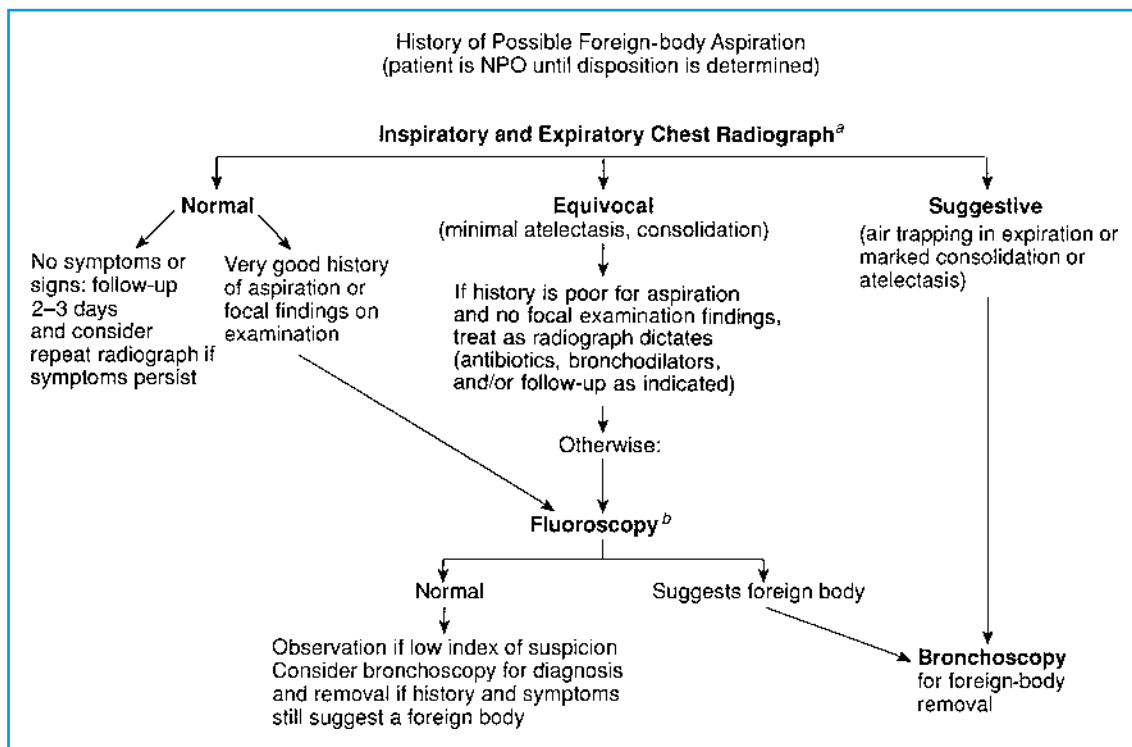 History of Possible Foreign-body Aspiration
(patient is NPO until disposition is determined)
Inspiratory and Expiratory Chest Radiograph a
Normal
No symptoms or
signs: follow-up
2–3 days
and consider
repeat radiograph if
symptoms persist
Very good history
of aspiration or
focal findings on
examination
Equivocal
(minimal atelectasis, consolidation)
If history is poor for aspiration
and no focal examination findings,
treat as radiograph dictates
(antibiotics, bronchodilators,
and/or follow-up as indicated)
Otherwise:
Suggestive
(air trapping in expiration or
marked consolidation or
atelectasis)
Fluoroscopy b
Normal
Observation if low index of suspicion
Consider bronchoscopy for diagnosis
and removal if history and symptoms
still suggest a foreign body
Suggests foreign body
Bronchoscopy
for foreign-body
removal